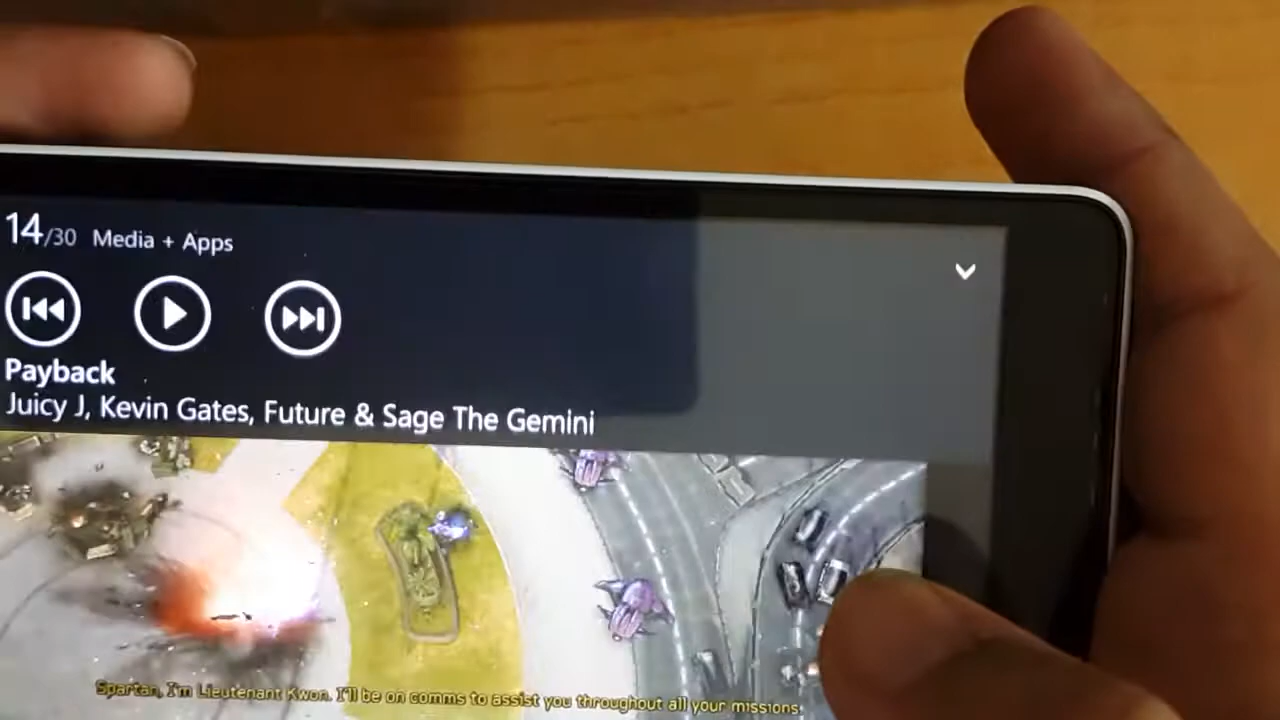 14/30 Media + Apps
Payback
Juicy J, Kevin Gates, Future & Sage The Gemini
Spartan, I'm Lieutenant Kwon. I'll be on comms to assist you throughout all your missions.